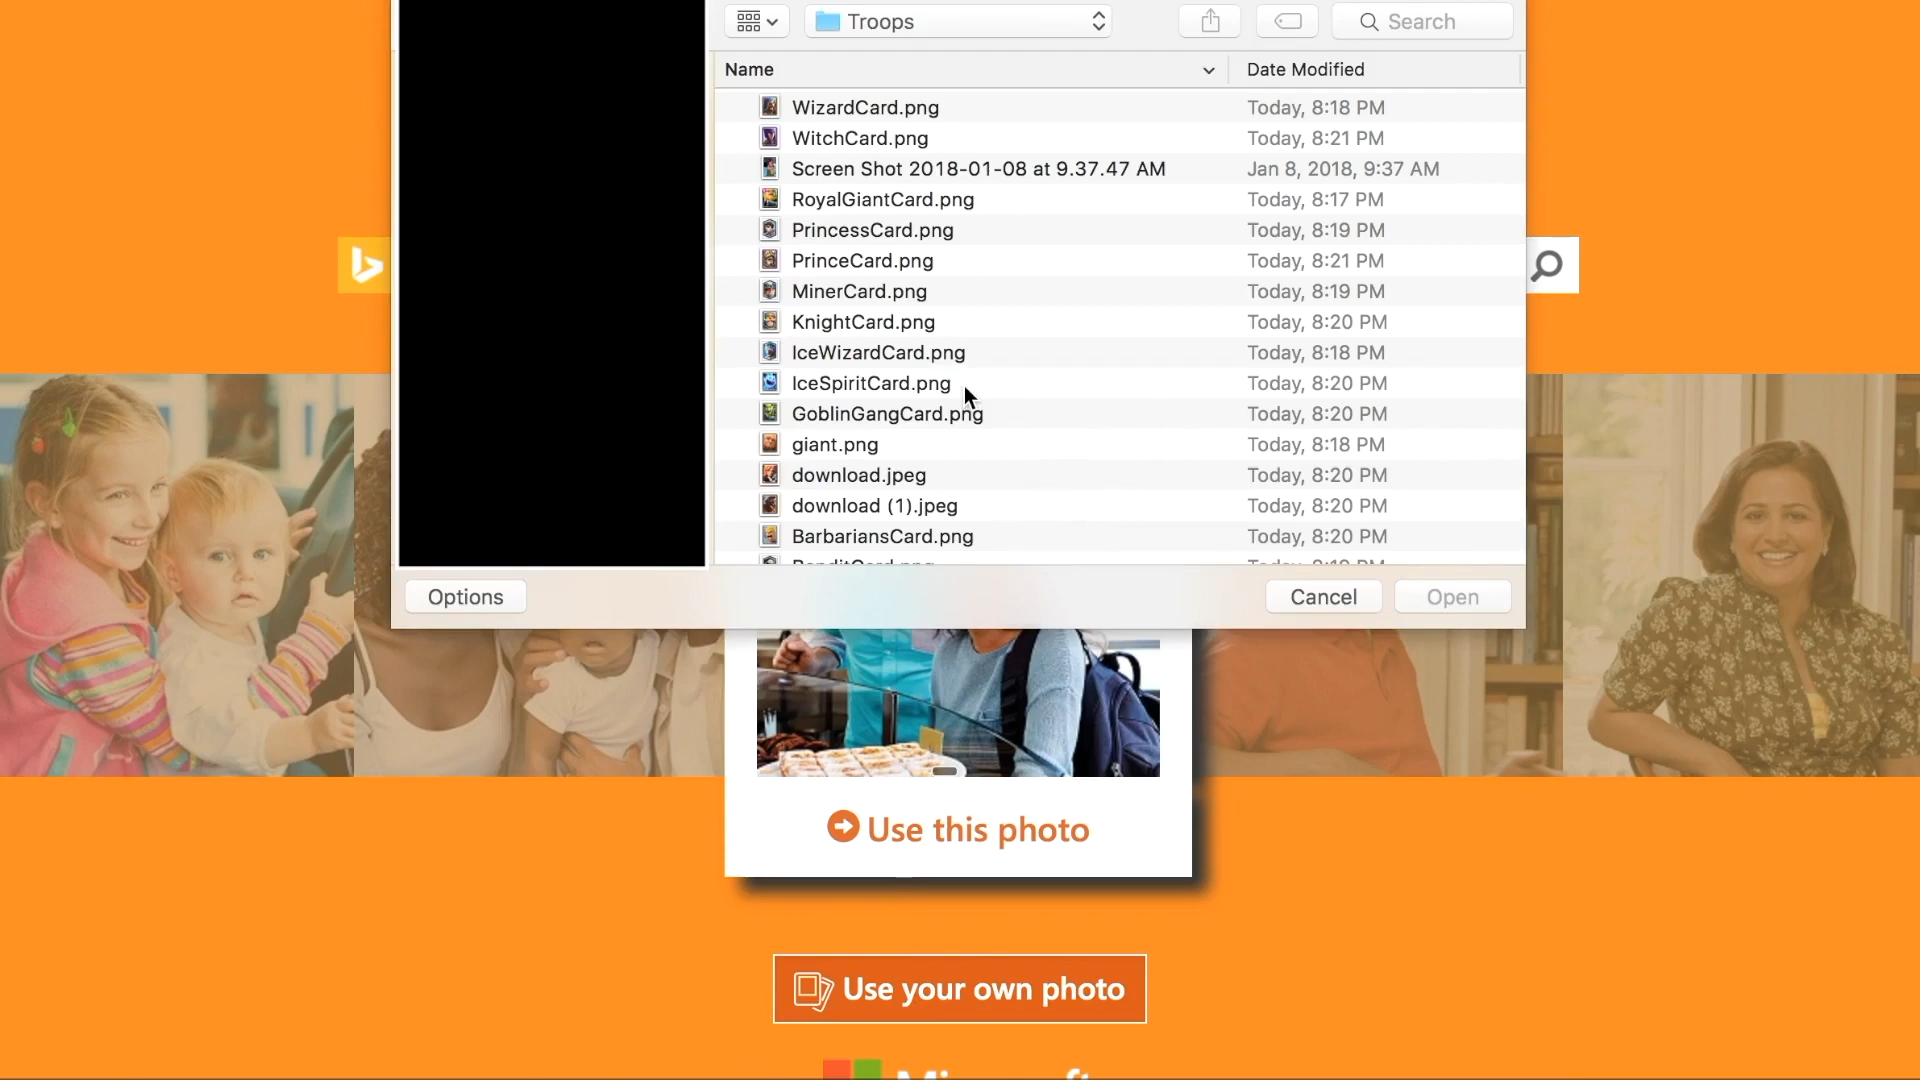 Troops
Search
Name
Date Modified
WizardCard.png
Today, 8:18 PM
WitchCard.png
Today, 8:21 PM
Screen Shot 2018-01-08 at 9.37.47 AM
Jan 8, 2018, 9:37 AM
RoyalGiantCard.png
Today, 8:17 PM
PrincessCard.png
Today, 8:19 PM
PrinceCard.png
Today, 8:21 PM
MinerCard.png
Today, 8:19 PM
KnightCard.png
Today, 8:20 PM
IceWizardCard.png
Today, 8:18 PM
IceSpiritCard.png
Today, 8:20 PM
GoblinGangCard.png
Today, 8:20 PM
giant.png
Today, 8:18 PM
download.jpeg
Today, 8:20 PM
download (1).jpeg
Today, 8:20 PM
BarbariansCard.png
Today, 8:20 PM
Options
Cancel
Open
Use this photo
Use your own photo